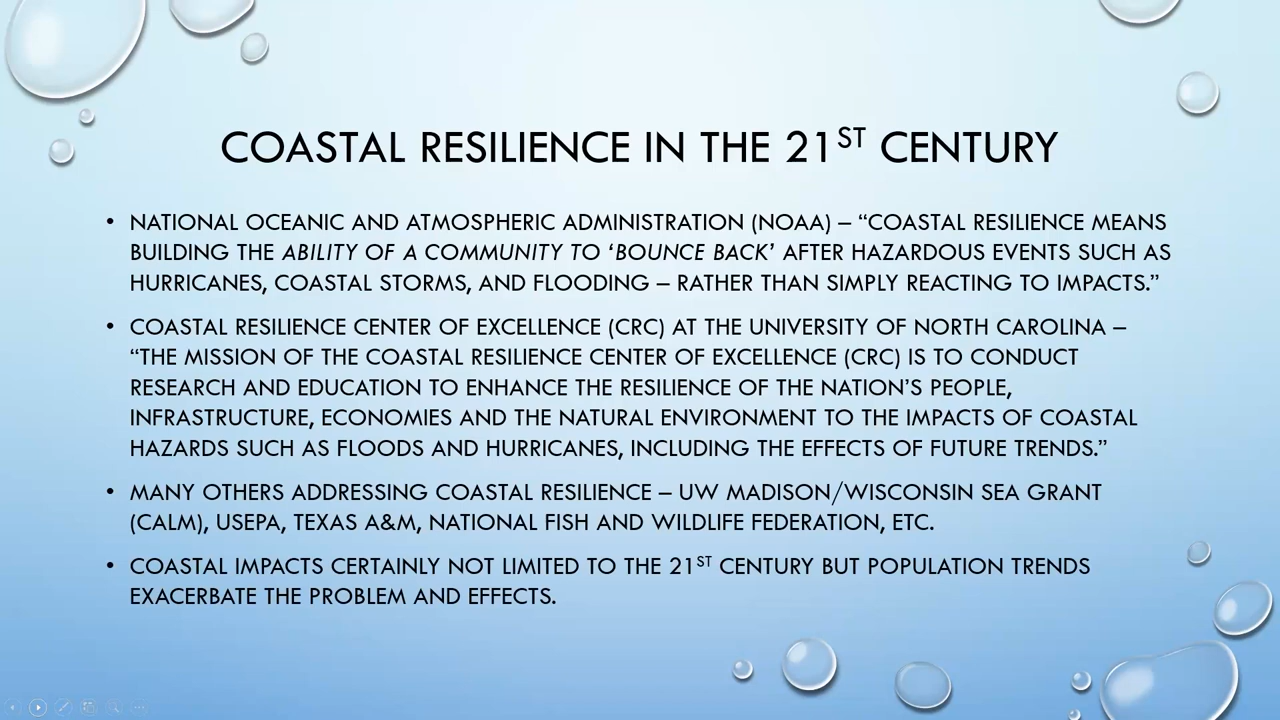 COASTAL RESILIENCE IN THE 21ST CENTURY
• NATIONAL OCEANIC AND ATMOSPHERIC ADMINISTRATION (NOAA) – “COASTAL RESILIENCE MEANS
BUILDING THE ABILITY OF A COMMUNITY TO ‘BOUNCE BACK’ AFTER HAZARDOUS EVENTS SUCH AS
HURRICANES, COASTAL STORMS, AND FLOODING – RATHER THAN SIMPLY REACTING TO IMPACTS.”
• COASTAL RESILIENCE CENTER OF EXCELLENCE (CRC) AT THE UNIVERSITY OF NORTH CAROLINA –
“THE MISSION OF THE COASTAL RESILIENCE CENTER OF EXCELLENCE (CRC) IS TO CONDUCT
RESEARCH AND EDUCATION TO ENHANCE THE RESILIENCE OF THE NATION’S PEOPLE,
INFRASTRUCTURE, ECONOMIES AND THE NATURAL ENVIRONMENT TO THE IMPACTS OF COASTAL
HAZARDS SUCH AS FLOODS AND HURRICANES, INCLUDING THE EFFECTS OF FUTURE TRENDS.”
• MANY OTHERS ADDRESSING COASTAL RESILIENCE – UW MADISON/WISCONSIN SEA GRANT
(CALM), USEPA, TEXAS A&M, NATIONAL FISH AND WILDLIFE FEDERATION, ETC.
• COASTAL IMPACTS CERTAINLY NOT LIMITED TO THE 21ST CENTURY BUT POPULATION TRENDS
EXACERBATE THE PROBLEM AND EFFECTS.